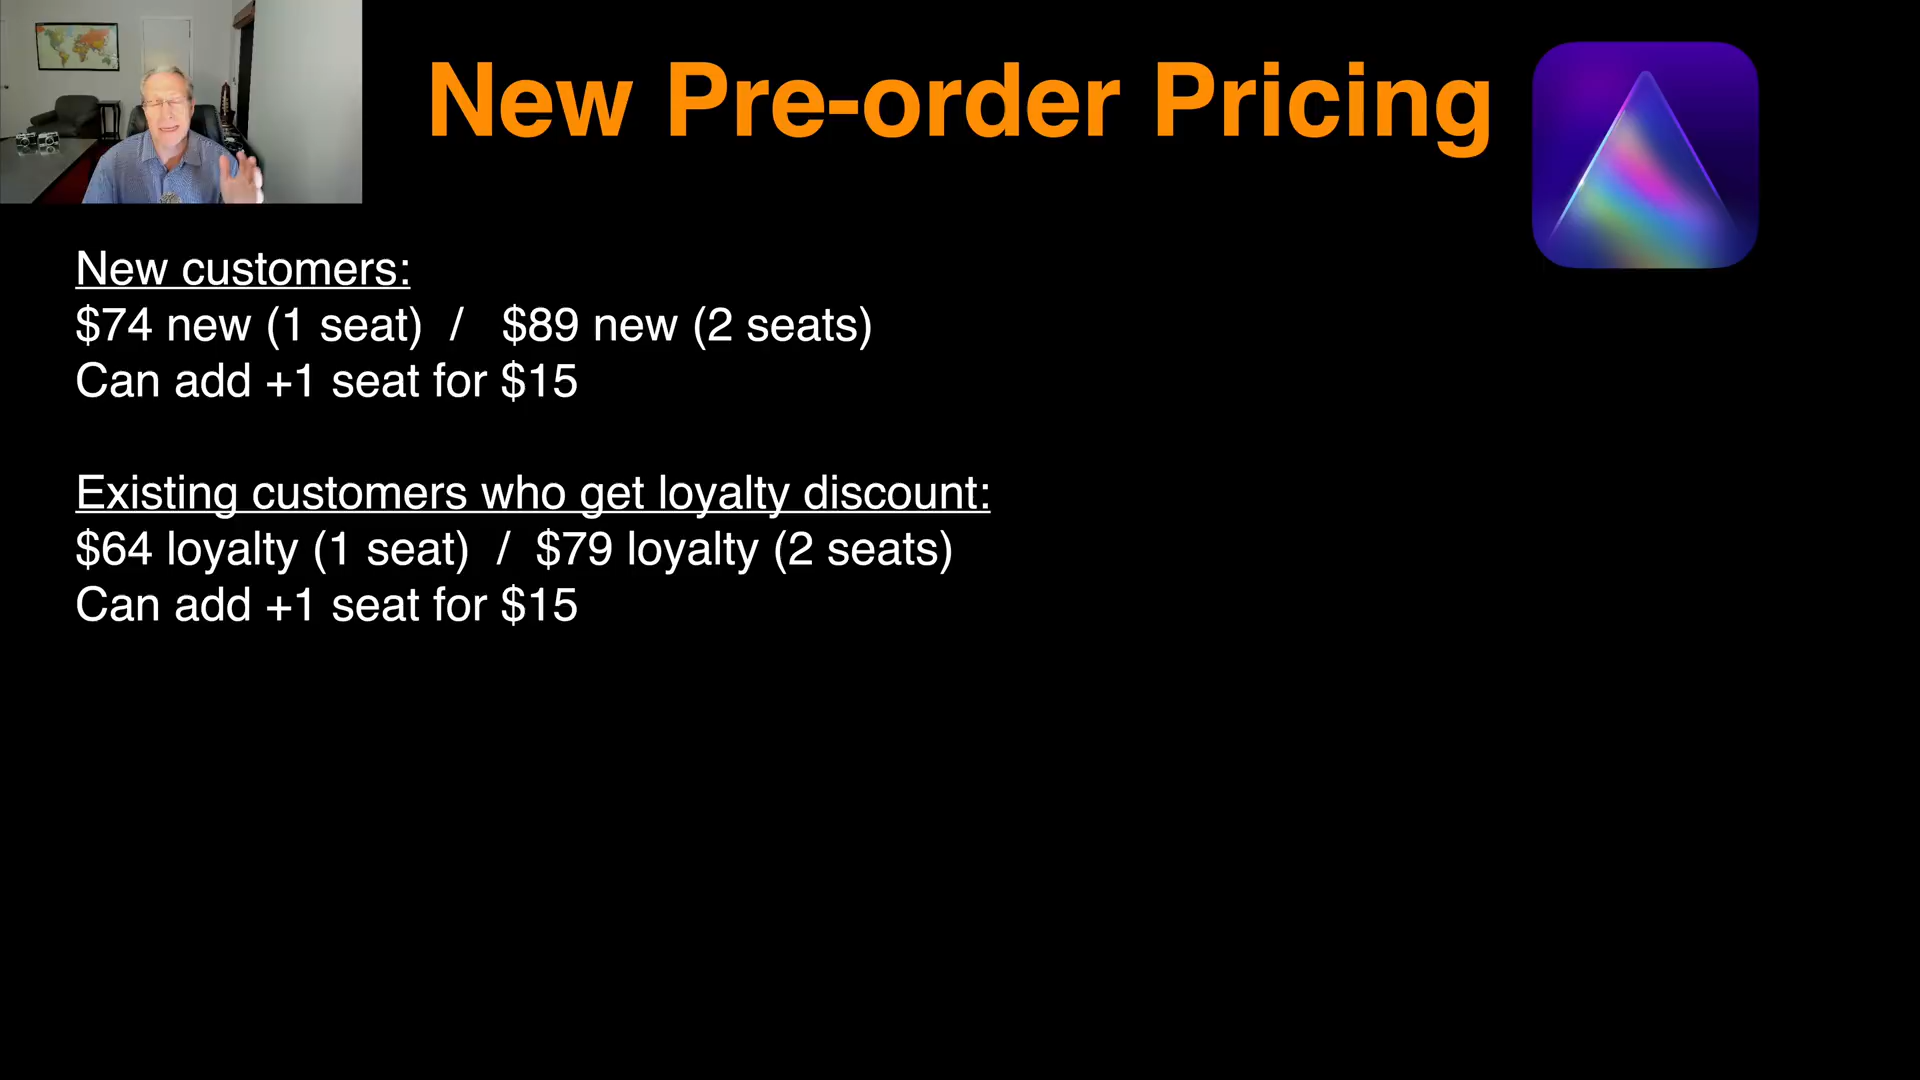 New Pre-order Pricing
New customers:
$74 new (1 seat) / $89 new (2 seats)
Can add +1 seat for $15
Existing customers who get loyalty discount:
$64 loyalty (1 seat) / $79 loyalty (2 seats)
Can add +1 seat for $15